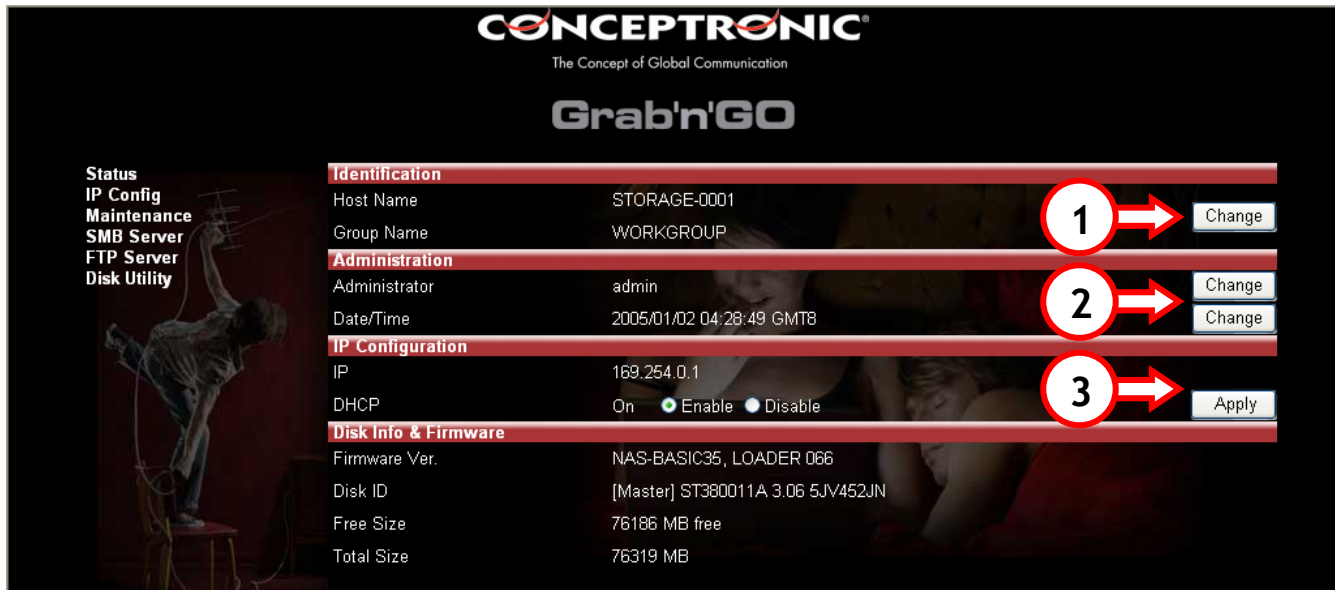 CONCEPTRONIC®
The Concept of Global Communication
Grab'n'GO
Status
IP Config
Maintenance
SMB Server
FTP Server
Disk Utility
Identification
Host Name STORAGE-0001
Group Name WORKGROUP
1 Change
Administration
Administrator admin Change
2
Date/Time 2005/01/02 04:28:49 GMT8 Change
IP Configuration
IP 169.254.0.1
3
DHCP On Enable Disable Apply
Disk Info & Firmware
Firmware Ver. NAS-BASIC35, LOADER 066
Disk ID [Master] ST380011A 3.06 5JV452JN
Free Size 76186 MB free
Total Size 76319 MB